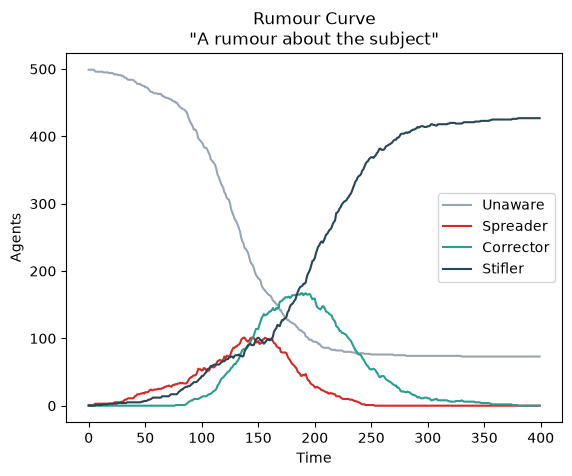 Rumour Curve
"A rumour about the subject"
500
400
300
200
100
0
Agents
Unaware
Spreader
Corrector
Stifler
0 50 100 150 200 250 300 350 400
Time